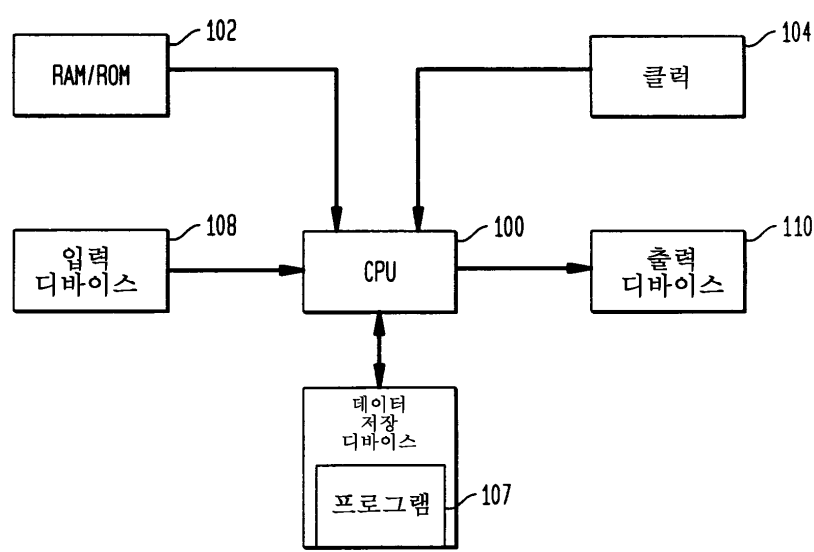 102
RAM/ROM
104
클럭
108
입력
디바이스
100
CPU
110
출력
디바이스
데이터
저장
디바이스
프로그램
107